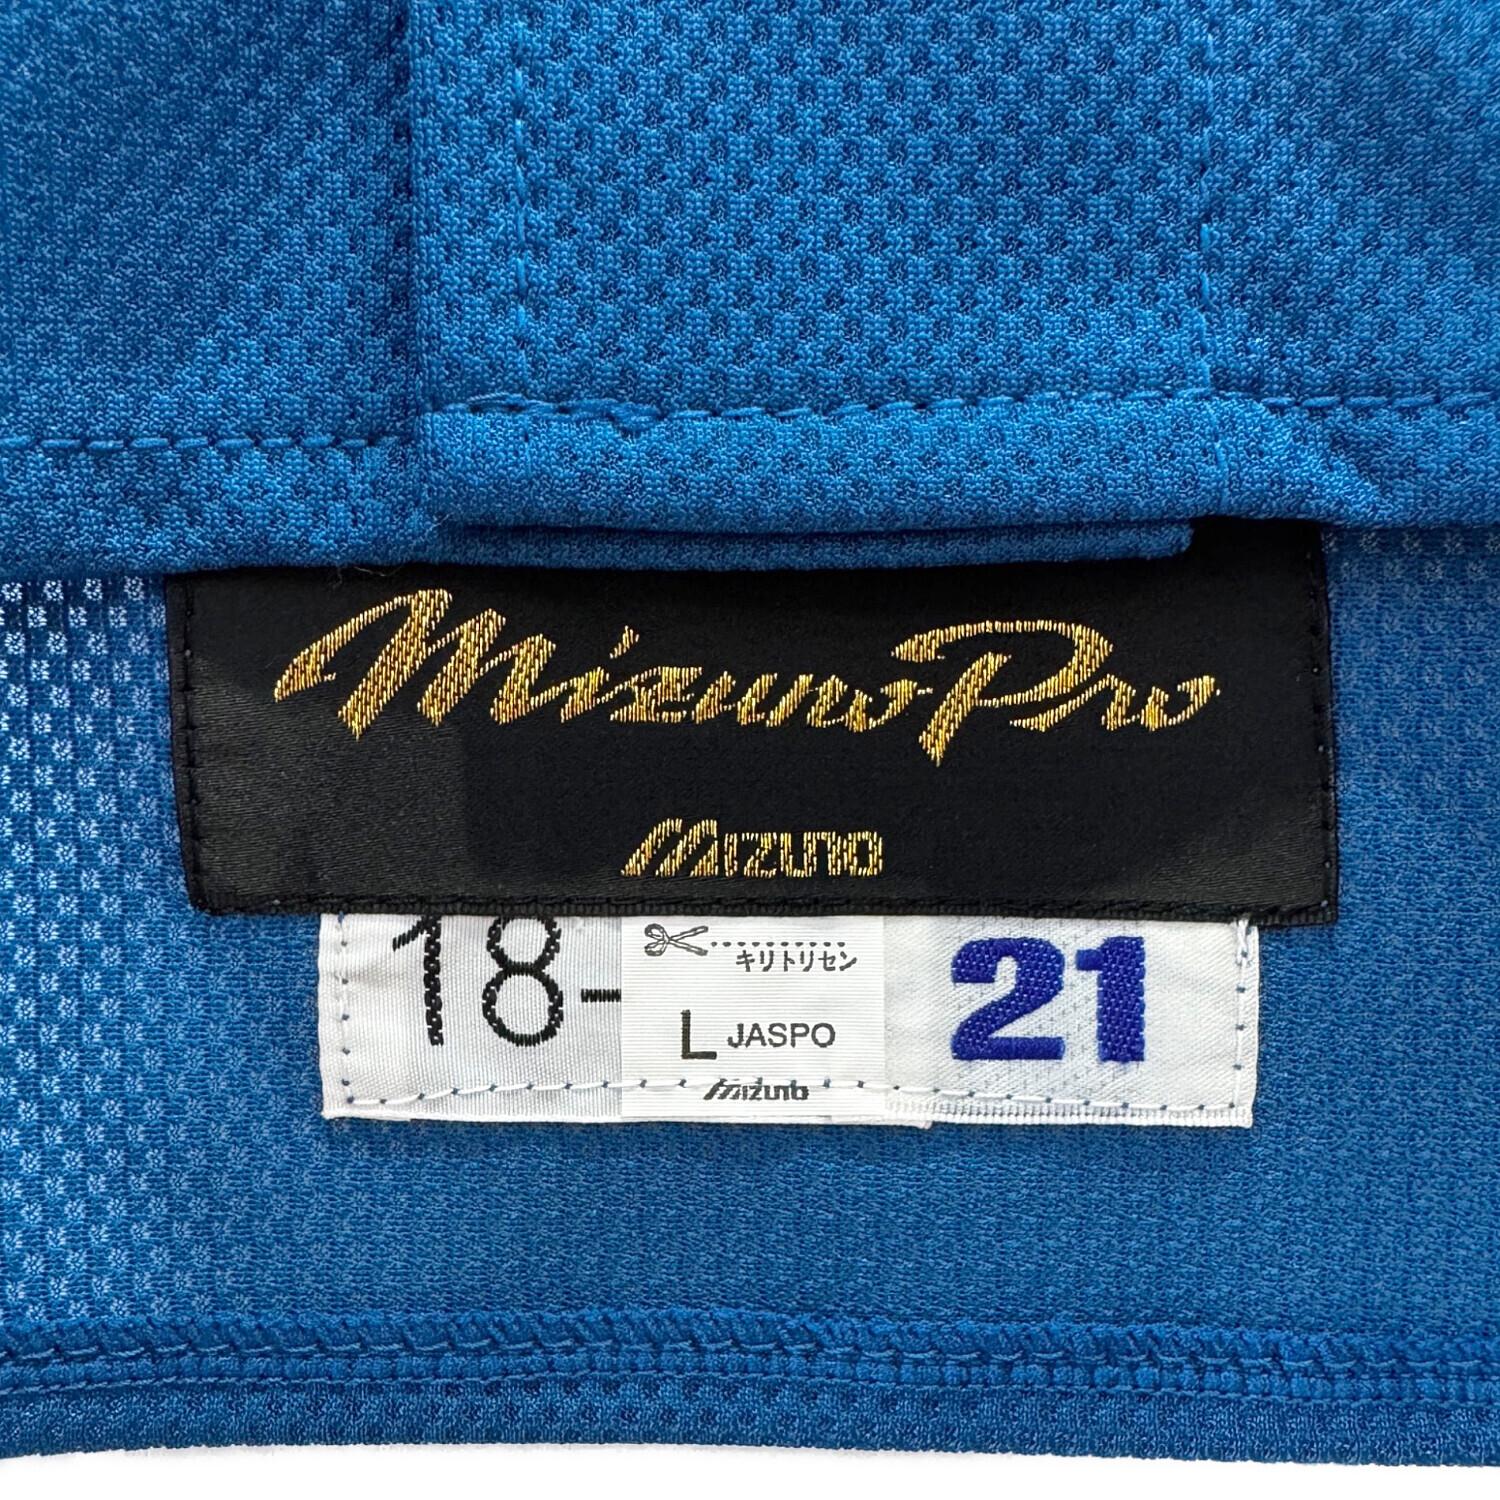 Mizuno Pro
mizuno
18-
キリトリセン
L JASPO
mizuno
21